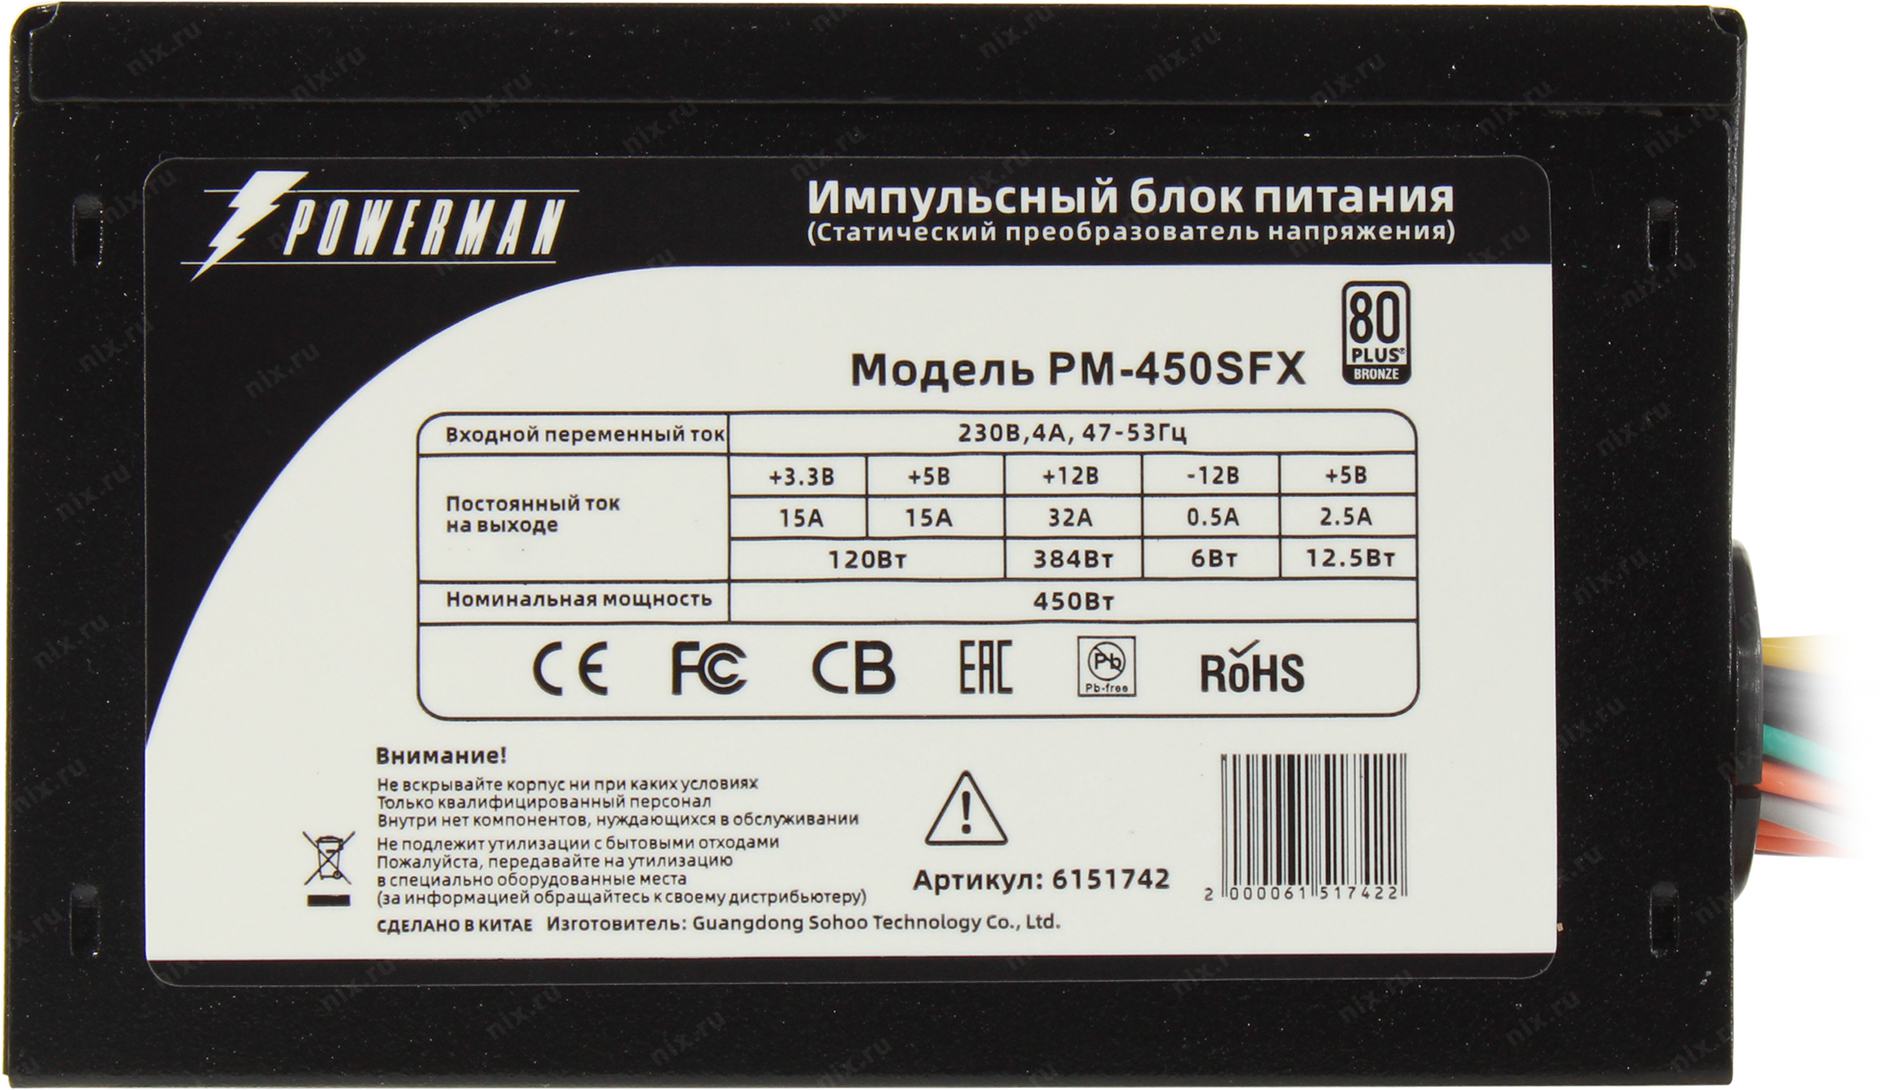 POWERMAN
Импульсный блок питания
(Статический преобразователь напряжения)
80
PLUS®
BRONZE
Модель PM-450SFX
Входной переменный ток 230В,4А, 47-53Гц
Постоянный ток
на выходе
+3.3В +5В +12В -12В +5В
15А 15А 32А 0.5А 2.5А
120Вт 384Вт 6Вт 12.5Вт
Номинальная мощность 450Вт
CE FC CB EAC Pb RoHS
Pb-free
Внимание!
Не вскрывайте корпус ни при каких условиях
Только квалифицированный персонал
Внутри нет компонентов, нуждающихся в обслуживании
Не подлежит утилизации с бытовыми отходами
Пожалуйста, передавайте на утилизацию
в специально оборудованные места
(за информацией обращайтесь к своему дистрибьютеру)
СДЕЛАНО В КИТАЕ Изготовитель: Guangdong Sohoo Technology Co., Ltd.
Артикул: 6151742
2 000061 517422
nix.ru